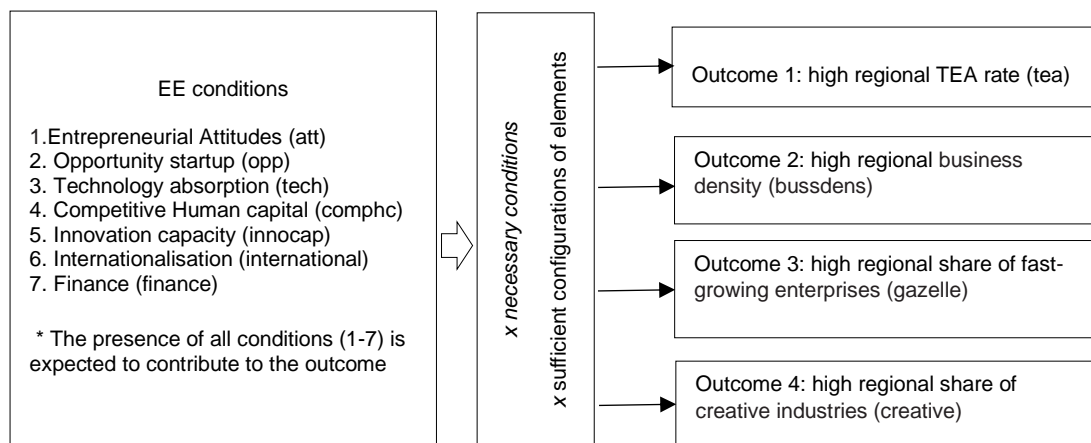 EE conditions
1.Entrepreneurial Attitudes (att)
2. Opportunity startup (opp)
3. Technology absorption (tech)
4. Competitive Human capital (comphc)
5. Innovation capacity (innocap)
6. Internationalisation (international)
7. Finance (finance)
* The presence of all conditions (1-7) is
expected to contribute to the outcome
x necessary conditions
x sufficient configurations of elements
Outcome 1: high regional TEA rate (tea)
Outcome 2: high regional business
density (bussdens)
Outcome 3: high regional share of fast-
growing enterprises (gazelle)
Outcome 4: high regional share of
creative industries (creative)